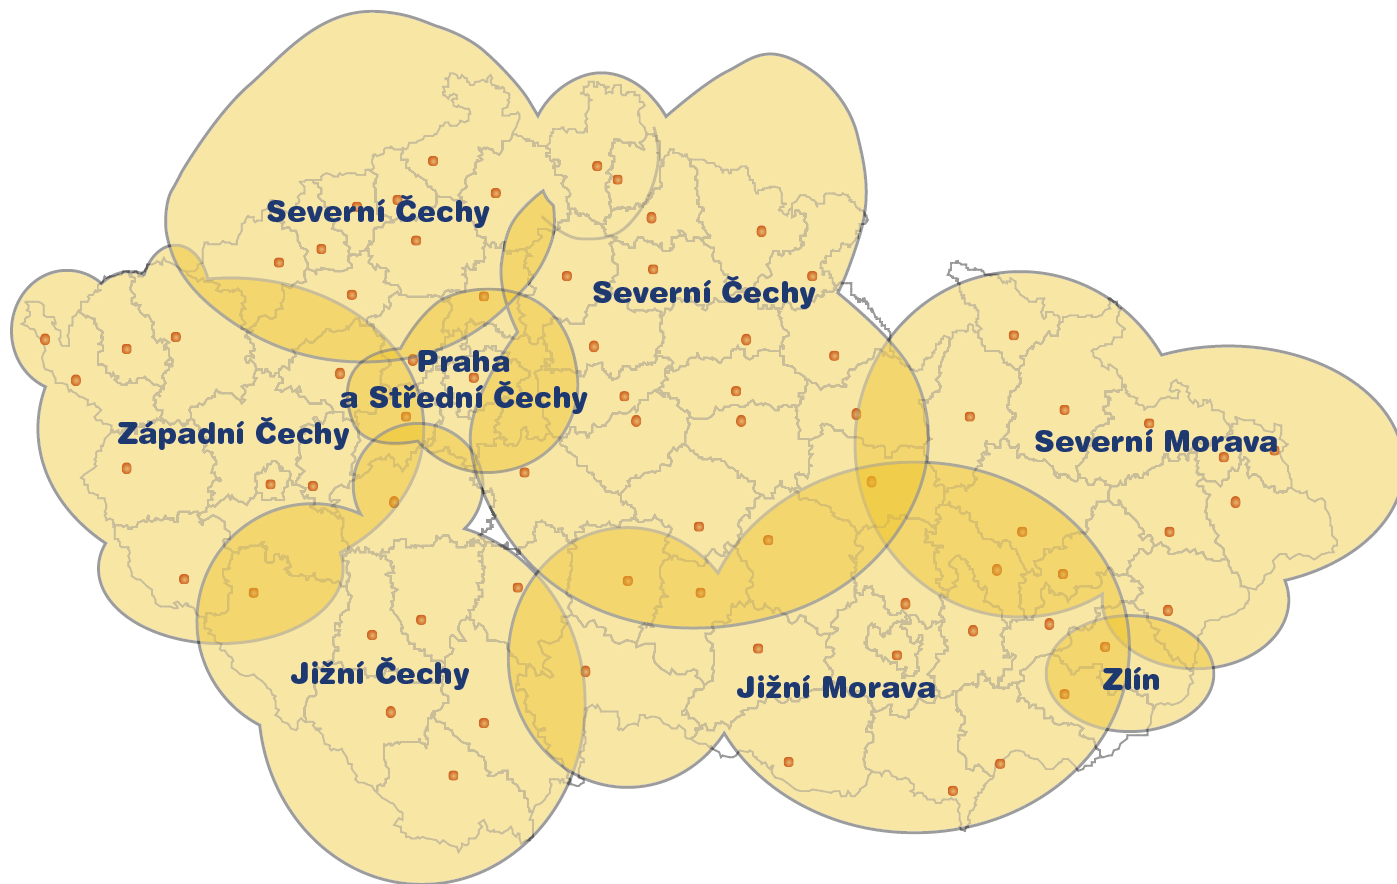 Severní Čechy
Severní Čechy
Praha
a Střední Čechy
Západní Čechy
Severní Morava
Jižní Čechy
Jižní Morava
Zlín